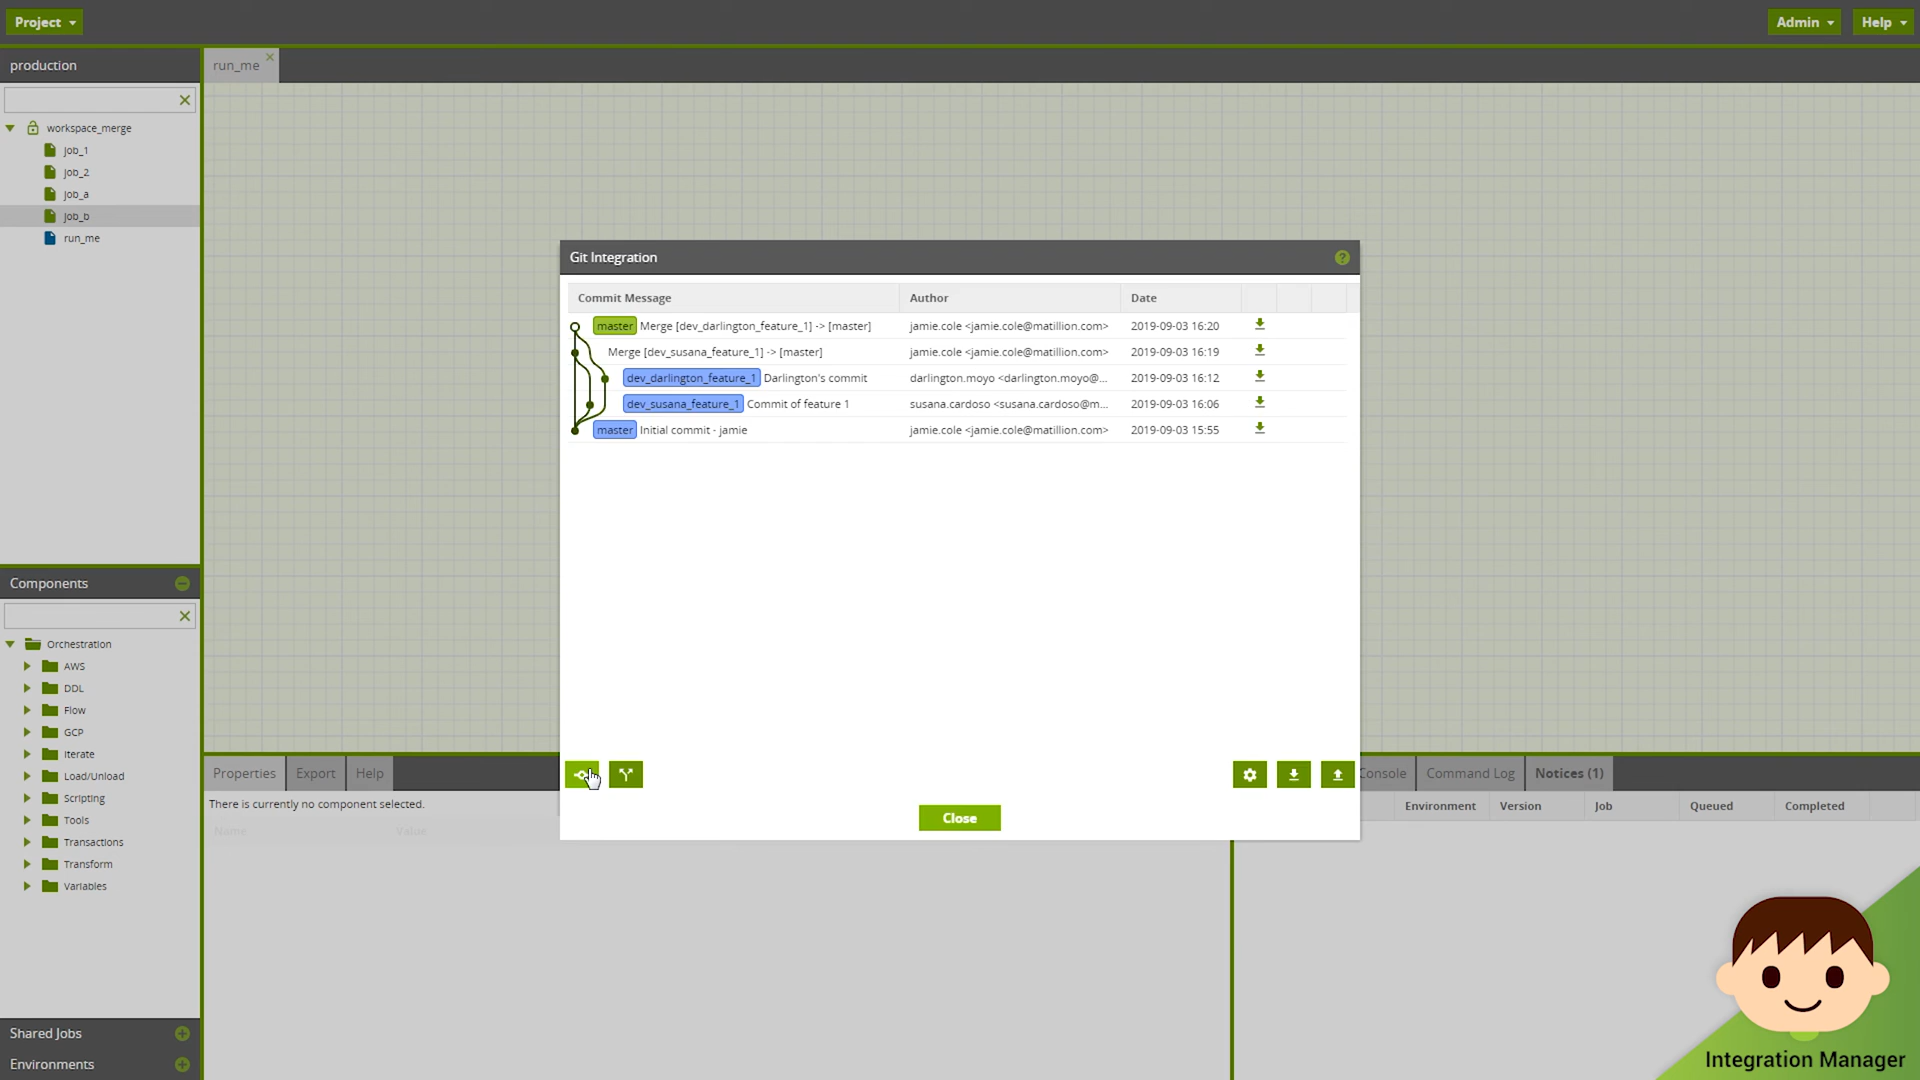 Project
Admin
Help
production
run_me
workspace_merge
job_1
job_2
job_a
job_b
run_me
Git Integration
Commit Message Author Date
master Merge [dev_darlington_feature_1] -> [master] jamie.cole <jamie.cole@matillion.com> 2019-09-03 16:20
Merge [dev_susana_feature_1] -> [master] jamie.cole <jamie.cole@matillion.com> 2019-09-03 16:19
dev_darlington_feature_1 Darlington's commit darlington.moyo <darlington.moyo@... 2019-09-03 16:12
dev_susana_feature_1 Commit of feature 1 susana.cardoso <susana.cardoso@m... 2019-09-03 16:06
master Initial commit - jamie jamie.cole <jamie.cole@matillion.com> 2019-09-03 15:55
Close
Components
Orchestration
AWS
DDL
Flow
GCP
Iterate
Load/Unload
Scripting
Tools
Transactions
Transform
Variables
Shared Jobs
Environments
Properties Export Help
There is currently no component selected.
Name Value
Console Command Log Notices (1)
Environment Version Job Queued Completed
Integration Manager